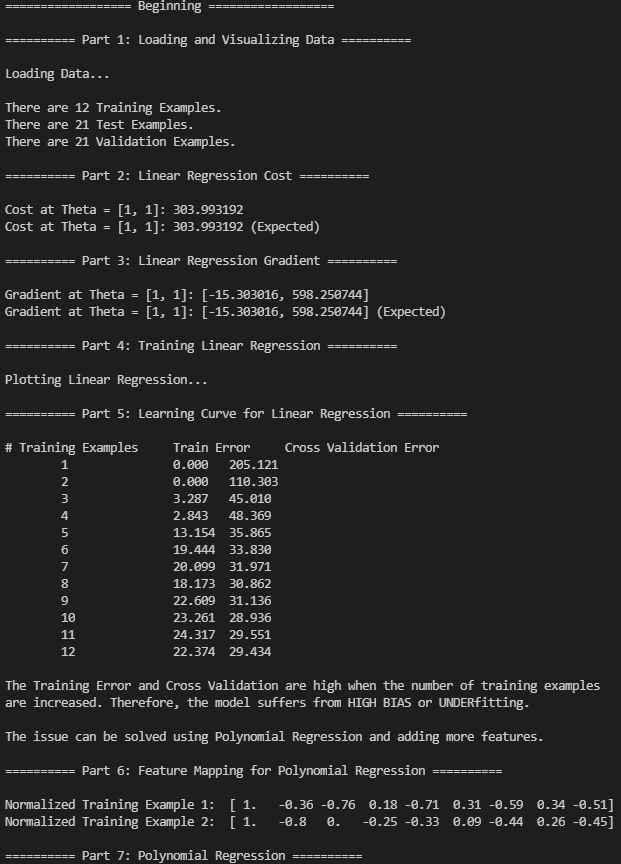 ================== Beginning ==================
========== Part 1: Loading and Visualizing Data ==========
Loading Data...
There are 12 Training Examples.
There are 21 Test Examples.
There are 21 Validation Examples.
========== Part 2: Linear Regression Cost ==========
Cost at Theta = [1, 1]: 303.993192
Cost at Theta = [1, 1]: 303.993192 (Expected)
========== Part 3: Linear Regression Gradient ==========
Gradient at Theta = [1, 1]: [-15.303016, 598.250744]
Gradient at Theta = [1, 1]: [-15.303016, 598.250744] (Expected)
========== Part 4: Training Linear Regression ==========
Plotting Linear Regression...
========== Part 5: Learning Curve for Linear Regression ==========
# Training Examples     Train Error     Cross Validation Error
1               0.000   205.121
2               0.000   110.303
3               3.287   45.010
4               2.843   48.369
5               13.154  35.865
6               19.444  33.830
7               20.099  31.971
8               18.173  30.862
9               22.609  31.136
10              23.261  28.936
11              24.317  29.551
12              22.374  29.434
The Training Error and Cross Validation are high when the number of training examples
are increased. Therefore, the model suffers from HIGH BIAS or UNDERfitting.
The issue can be solved using Polynomial Regression and adding more features.
========== Part 6: Feature Mapping for Polynomial Regression ==========
Normalized Training Example 1:  [ 1.   -0.36 -0.76  0.18 -0.71  0.31 -0.59  0.34 -0.51]
Normalized Training Example 2:  [ 1.   -0.8   0.   -0.25 -0.33  0.09 -0.44  0.26 -0.45]
========== Part 7: Polynomial Regression ==========